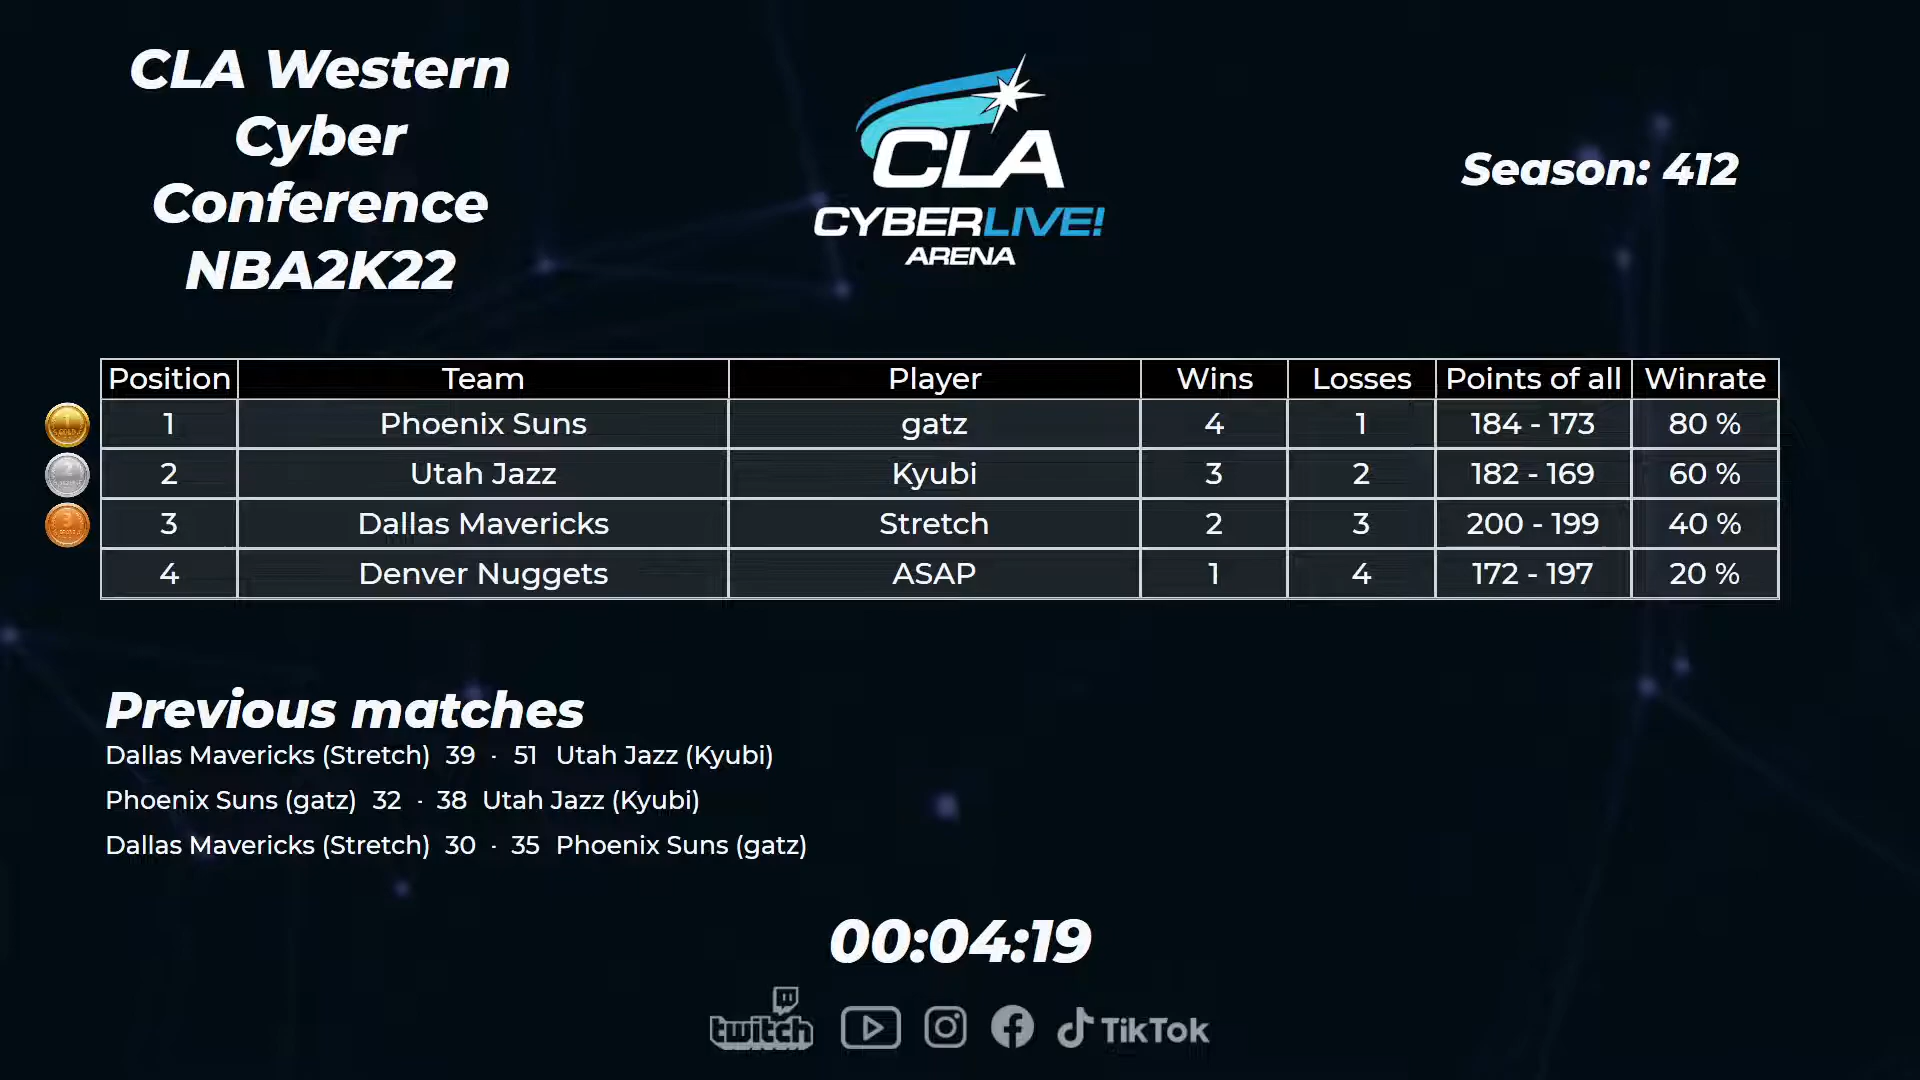 CLA Western
Cyber
Conference
NBA2K22
CLA
CYBERLIVE!
ARENA
Season: 412
Position Team Player Wins Losses Points of all Winrate
1 Phoenix Suns gatz 4 1 184 - 173 80 %
2 Utah Jazz Kyubi 3 2 182 - 169 60 %
3 Dallas Mavericks Stretch 2 3 200 - 199 40 %
4 Denver Nuggets ASAP 1 4 172 - 197 20 %
Previous matches
Dallas Mavericks (Stretch) 39 · 51 Utah Jazz (Kyubi)
Phoenix Suns (gatz) 32 · 38 Utah Jazz (Kyubi)
Dallas Mavericks (Stretch) 30 · 35 Phoenix Suns (gatz)
00:04:19
twitch TikTok